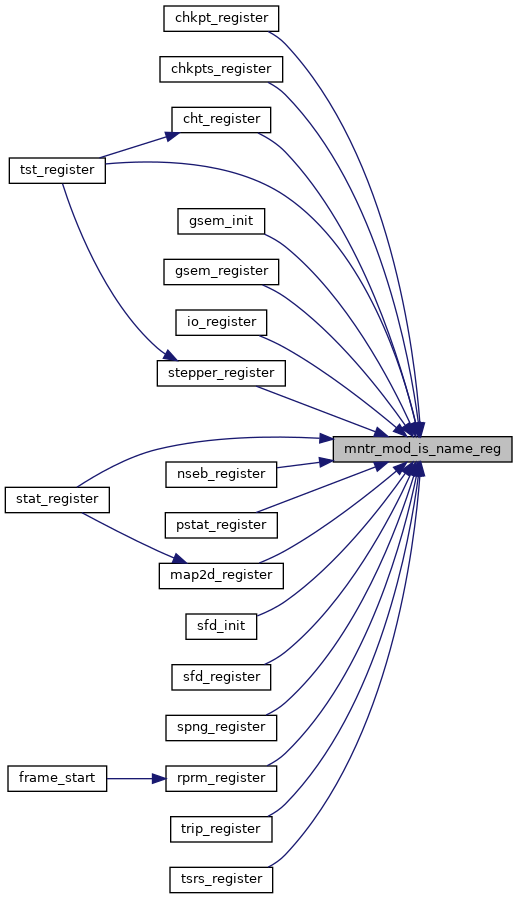 chkpt_register
chkpts_register
cht_register
tst_register
gsem_init
gsem_register
io_register
stepper_register
mntr_mod_is_name_reg
nseb_register
stat_register
pstat_register
map2d_register
sfd_init
sfd_register
spng_register
frame_start
rprm_register
trip_register
tsrs_register